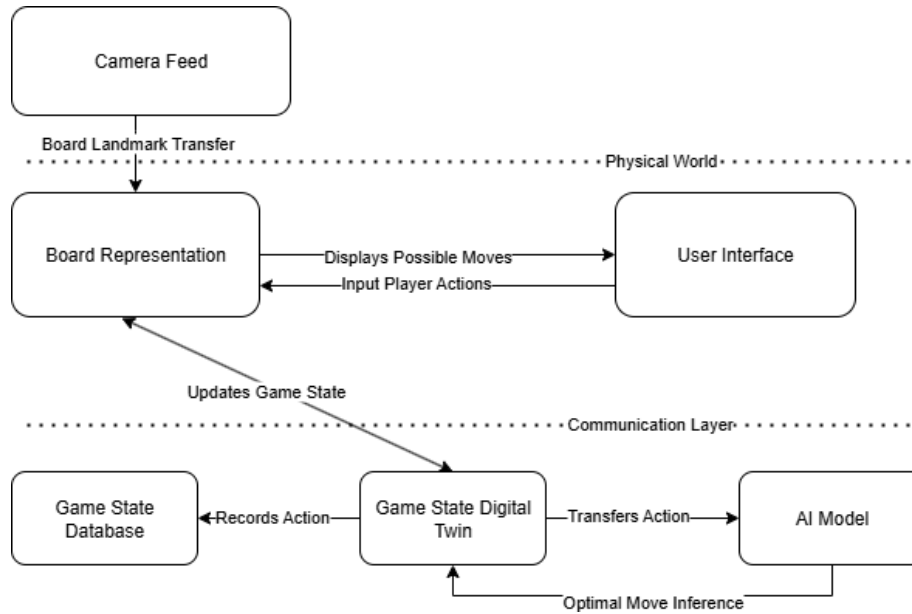 Camera Feed
Board Landmark Transfer
Physical World
Board Representation
Displays Possible Moves
Input Player Actions
User Interface
Updates Game State
Communication Layer
Game State
Database
Records Action
Game State Digital
Twin
Transfers Action
AI Model
Optimal Move Inference